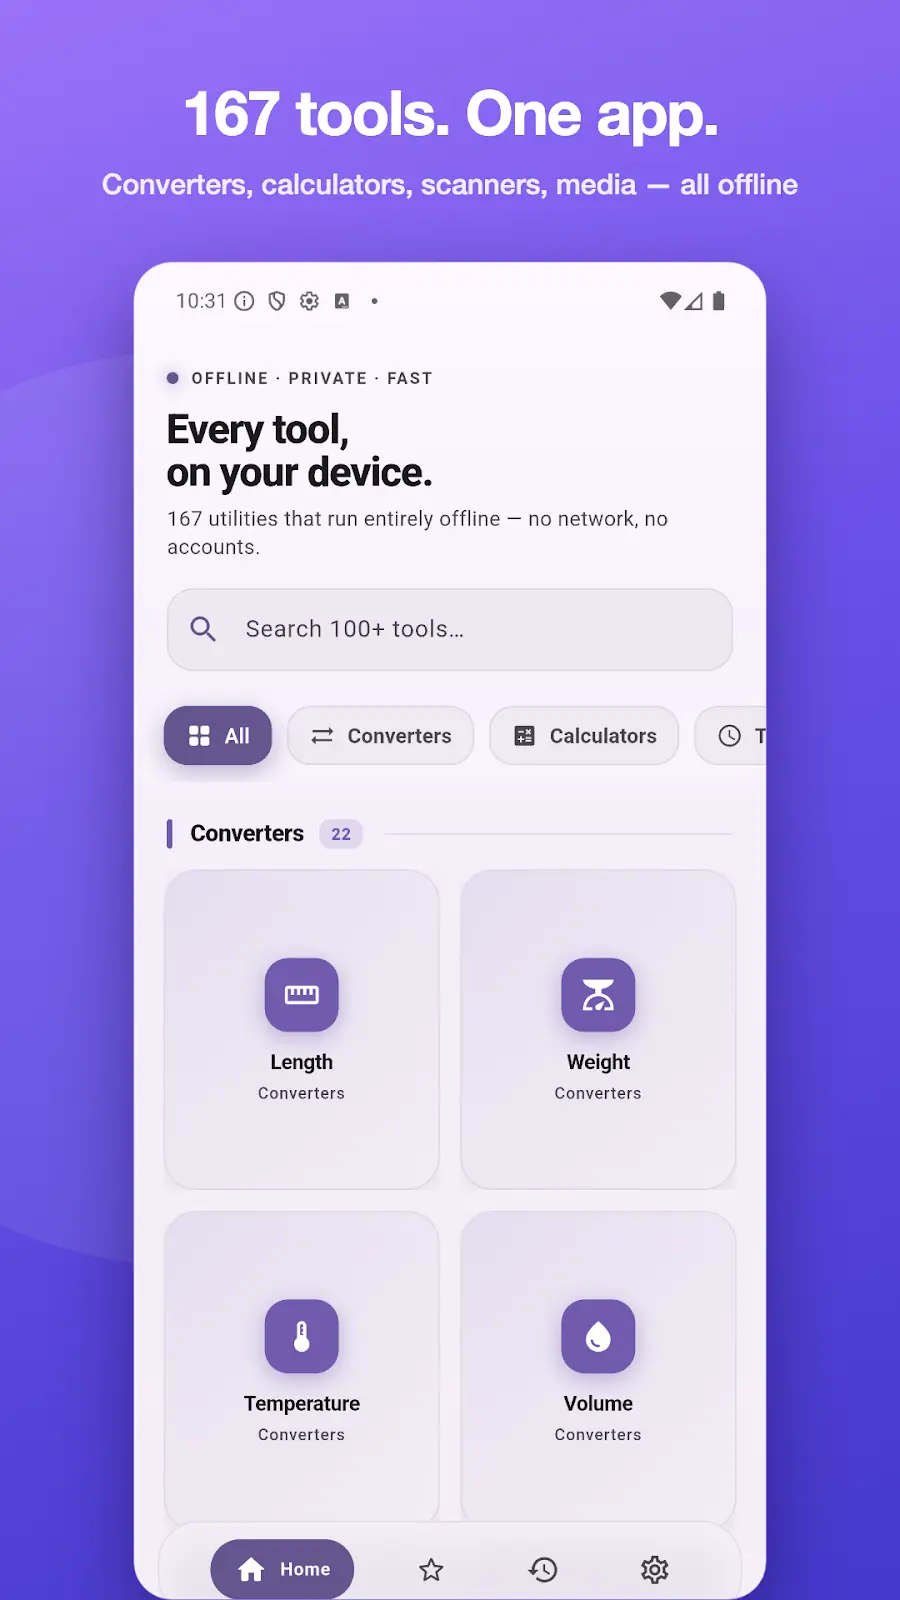 167 tools. One app.
Converters, calculators, scanners, media — all offline
10:31
OFFLINE · PRIVATE · FAST
Every tool,
on your device.
167 utilities that run entirely offline — no network, no
accounts.
Search 100+ tools...
All
Converters
Calculators
T
Converters 22
Length
Converters
Weight
Converters
Temperature
Converters
Volume
Converters
Home